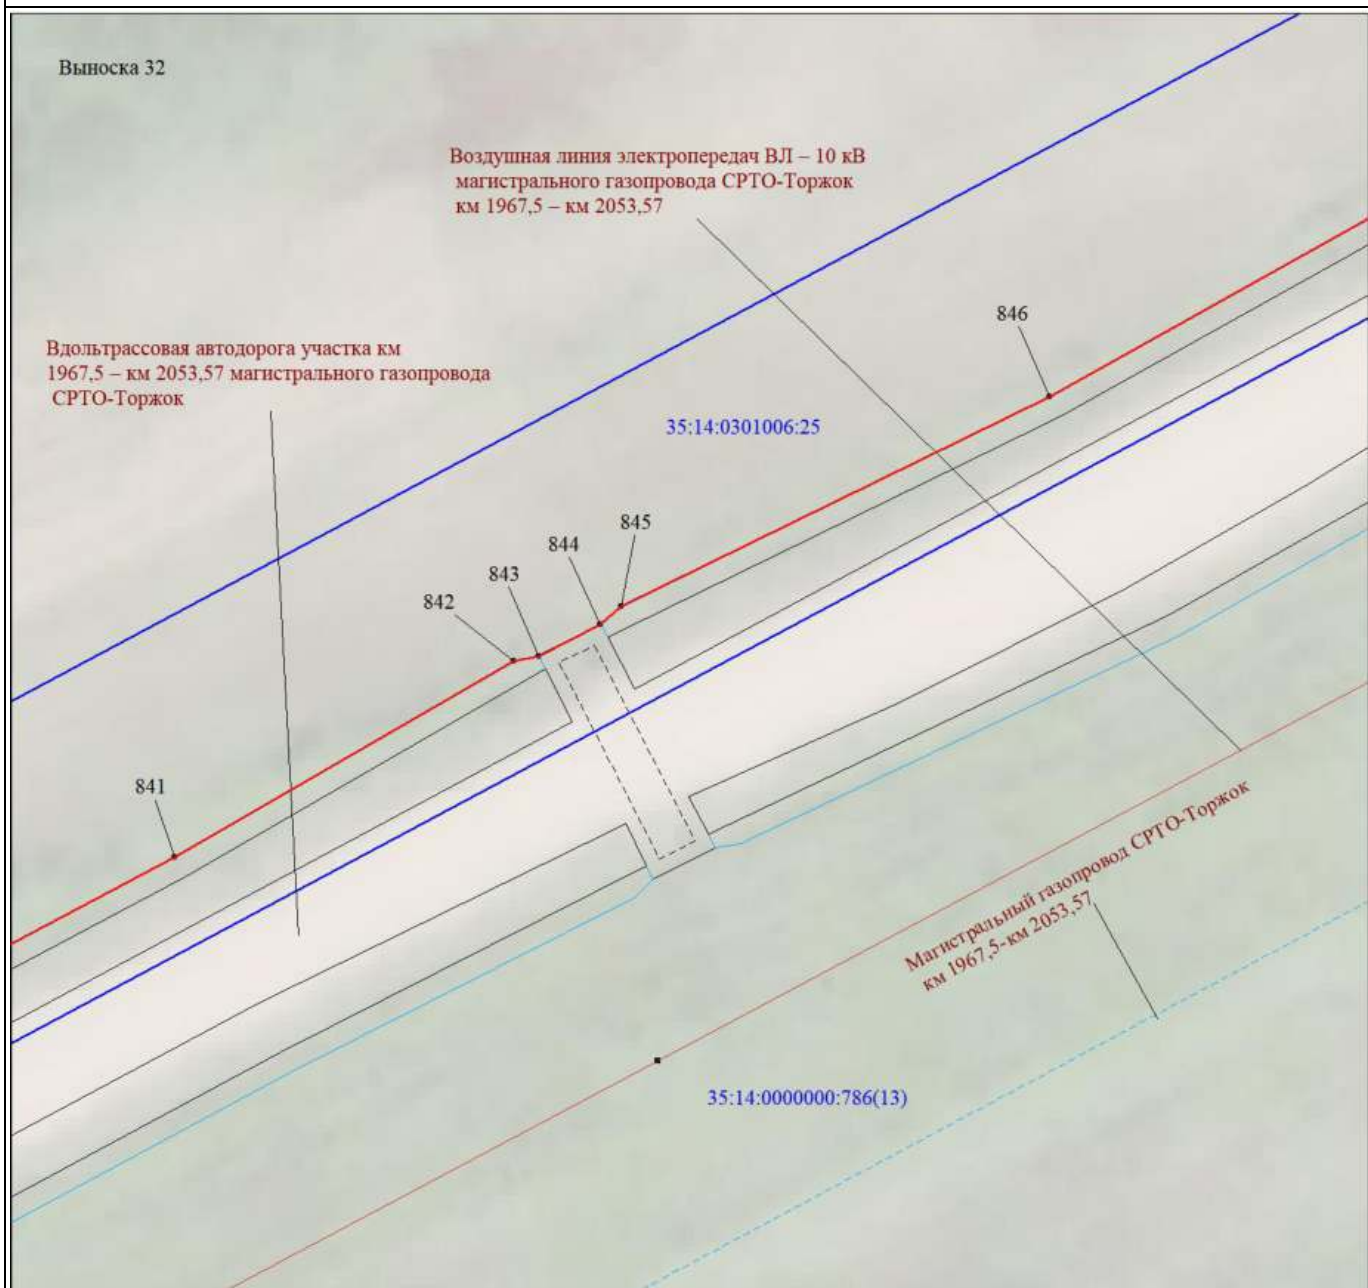 Выноска 32
Воздушная линия электропередач ВЛ – 10 кВ
магистрального газопровода СРТО-Торжок
км 1967,5 – км 2053,57
846
Вдольтрассовая автодорога участка км
1967,5 – км 2053,57 магистрального газопровода
СРТО-Торжок
35:14:0301006:25
845
844
843
842
841
Магистральный газопровод СРТО-Торжок
км 1967,5-км 2053,57
35:14:0000000:786(13)